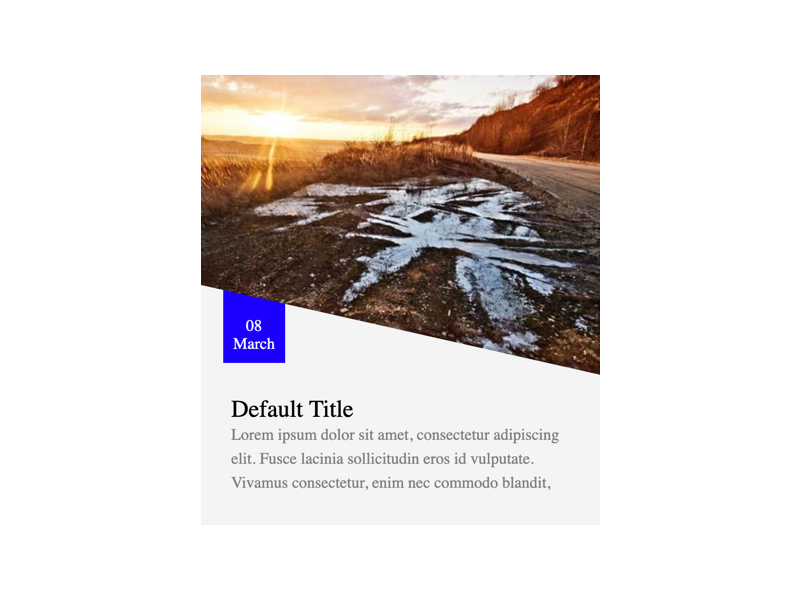 08
March
Default Title
Lorem ipsum dolor sit amet, consectetur adipiscing
elit. Fusce lacinia sollicitudin eros id vulputate.
Vivamus consectetur, enim nec commodo blandit,